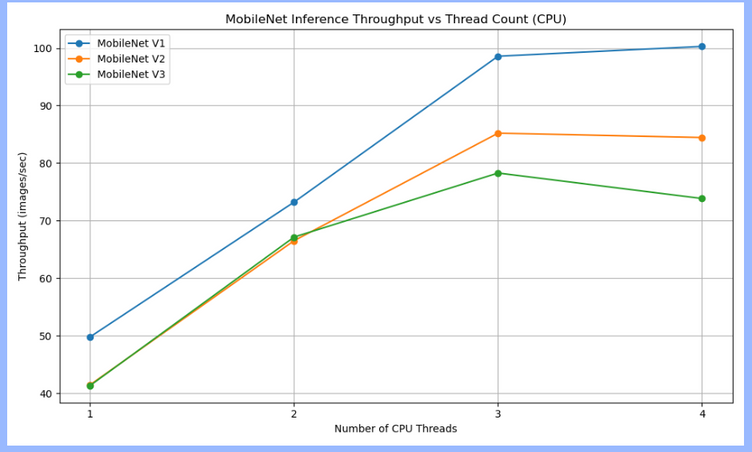 MobileNet Inference Throughput vs Thread Count (CPU)
MobileNet V1
MobileNet V2
MobileNet V3
Throughput (images/sec)
100
90
80
70
60
50
40
1 2 3 4
Number of CPU Threads